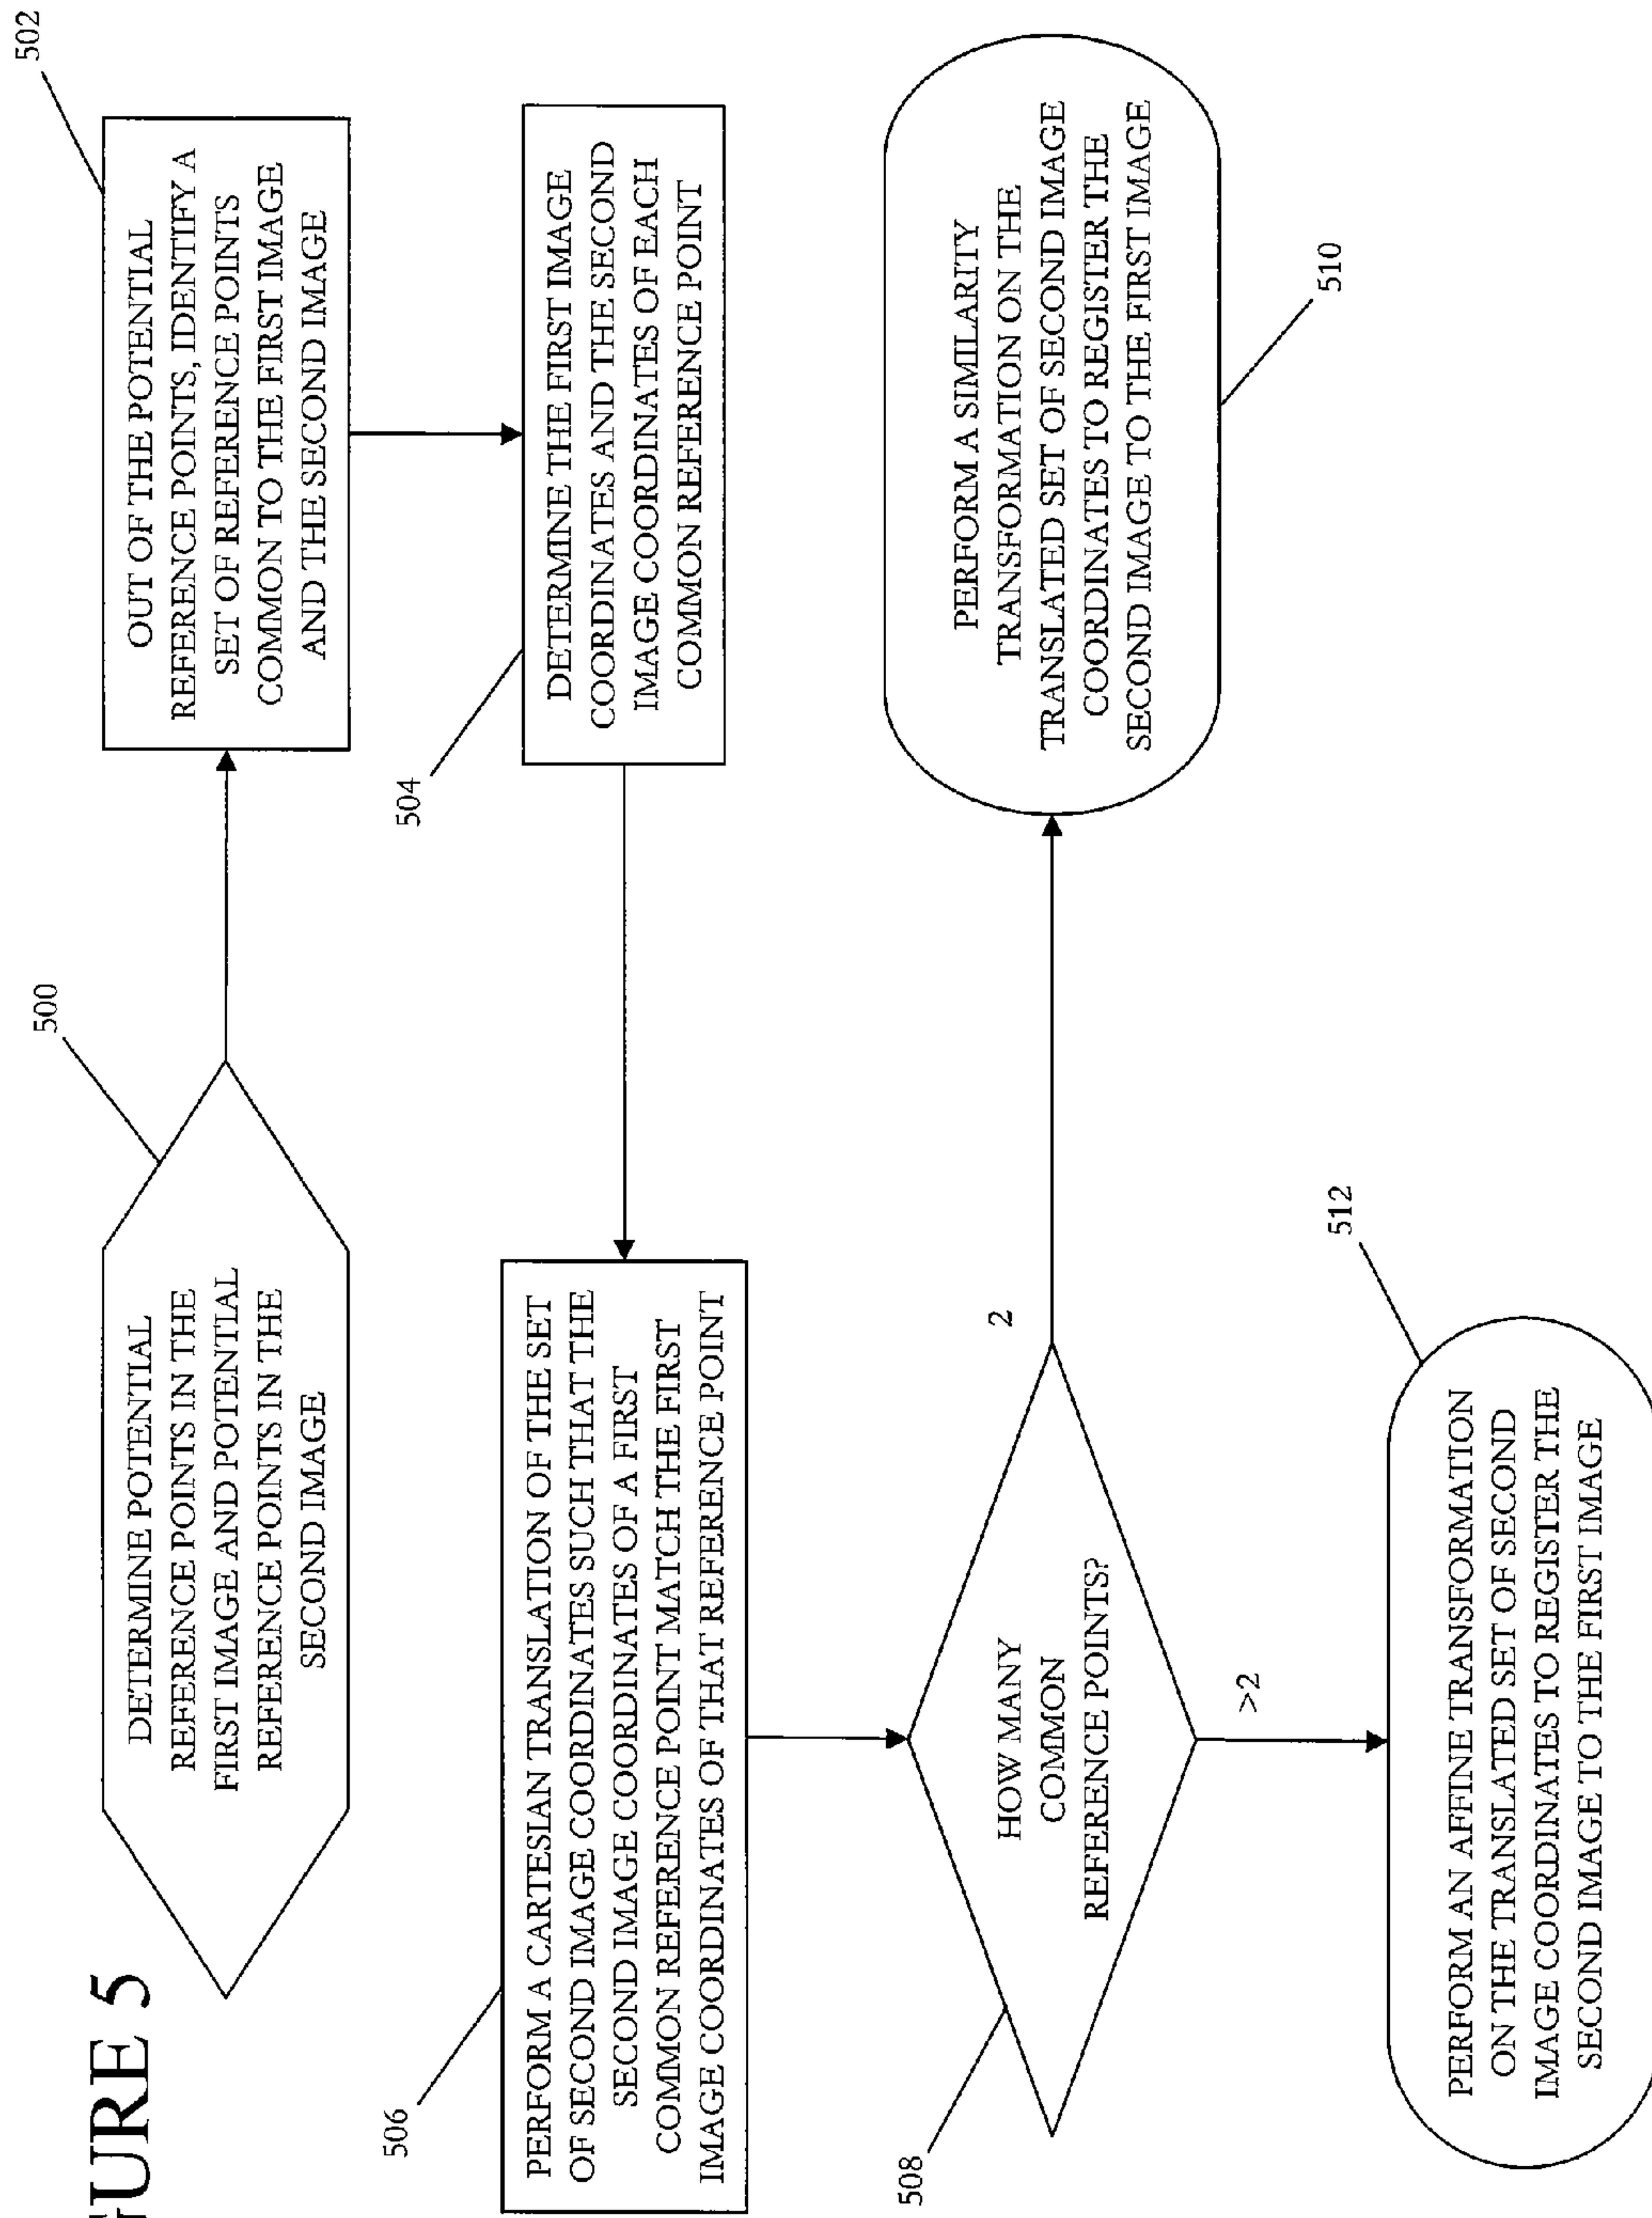 GURE 5
500
DETERMINE POTENTIAL
REFERENCE POINTS IN THE
FIRST IMAGE AND POTENTIAL
REFERENCE POINTS IN THE
SECOND IMAGE
502
OUT OF THE POTENTIAL
REFERENCE POINTS, IDENTIFY A
SET OF REFERENCE POINTS
COMMON TO THE FIRST IMAGE
AND THE SECOND IMAGE
504
DETERMINE THE FIRST IMAGE
COORDINATES AND THE SECOND
IMAGE COORDINATES OF EACH
COMMON REFERENCE POINT
506
PERFORM A CARTESIAN TRANSLATION OF THE SET
OF SECOND IMAGE COORDINATES SUCH THAT THE
SECOND IMAGE COORDINATES OF A FIRST
COMMON REFERENCE POINT MATCH THE FIRST
IMAGE COORDINATES OF THAT REFERENCE POINT
508
HOW MANY
COMMON
REFERENCE POINTS?
2
>2
510
PERFORM A SIMILARITY
TRANSFORMATION ON THE
TRANSLATED SET OF SECOND IMAGE
COORDINATES TO REGISTER THE
SECOND IMAGE TO THE FIRST IMAGE
512
PERFORM AN AFFINE TRANSFORMATION
ON THE TRANSLATED SET OF SECOND
IMAGE COORDINATES TO REGISTER THE
SECOND IMAGE TO THE FIRST IMAGE